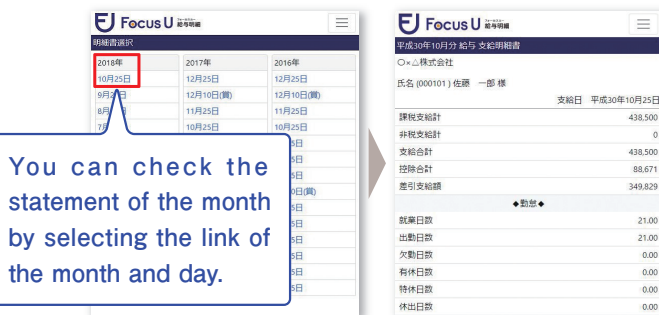 Focus U 給与明細
明細書選択
2018年 2017年 2016年
10月25日 12月25日 12月25日
12月10日(賞) 12月10日(賞)
11月25日 11月25日
10月25日 10月25日
You can check the
statement of the month
by selecting the link of
the month and day.
Focus U 給与明細
平成30年10月分 給与 支給明細書
○×△株式会社
氏名 (000101 ) 佐藤 一郎 様
支給日 平成30年10月25日
課税支給計 438,500
非税支給計 0
支給合計 438,500
控除合計 88,671
差引支給額 349,829
◆勤怠◆
就業日数 21.00
出勤日数 21.00
欠勤日数 0.00
有休日数 0.00
特休日数 0.00
休出日数 0.00